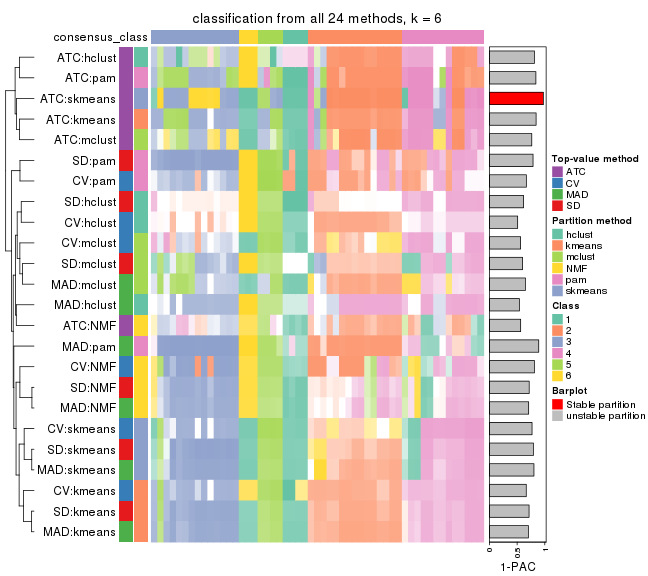 classification from all 24 methods, k = 6
consensus_class
ATC:hclust
ATC:pam
ATC:skmeans
ATC:kmeans
ATC:mclust
SD:pam
CV:pam
SD:hclust
CV:hclust
CV:mclust
SD:mclust
MAD:mclust
MAD:hclust
ATC:NMF
MAD:pam
CV:NMF
SD:NMF
MAD:NMF
CV:skmeans
SD:skmeans
MAD:skmeans
CV:kmeans
SD:kmeans
MAD:kmeans
0
0.5
1
1-PAC
Top-value method
ATC
CV
MAD
SD
Partition method
hclust
kmeans
mclust
NMF
pam
skmeans
Class
1
2
3
4
5
6
Barplot
Stable partition
unstable partition